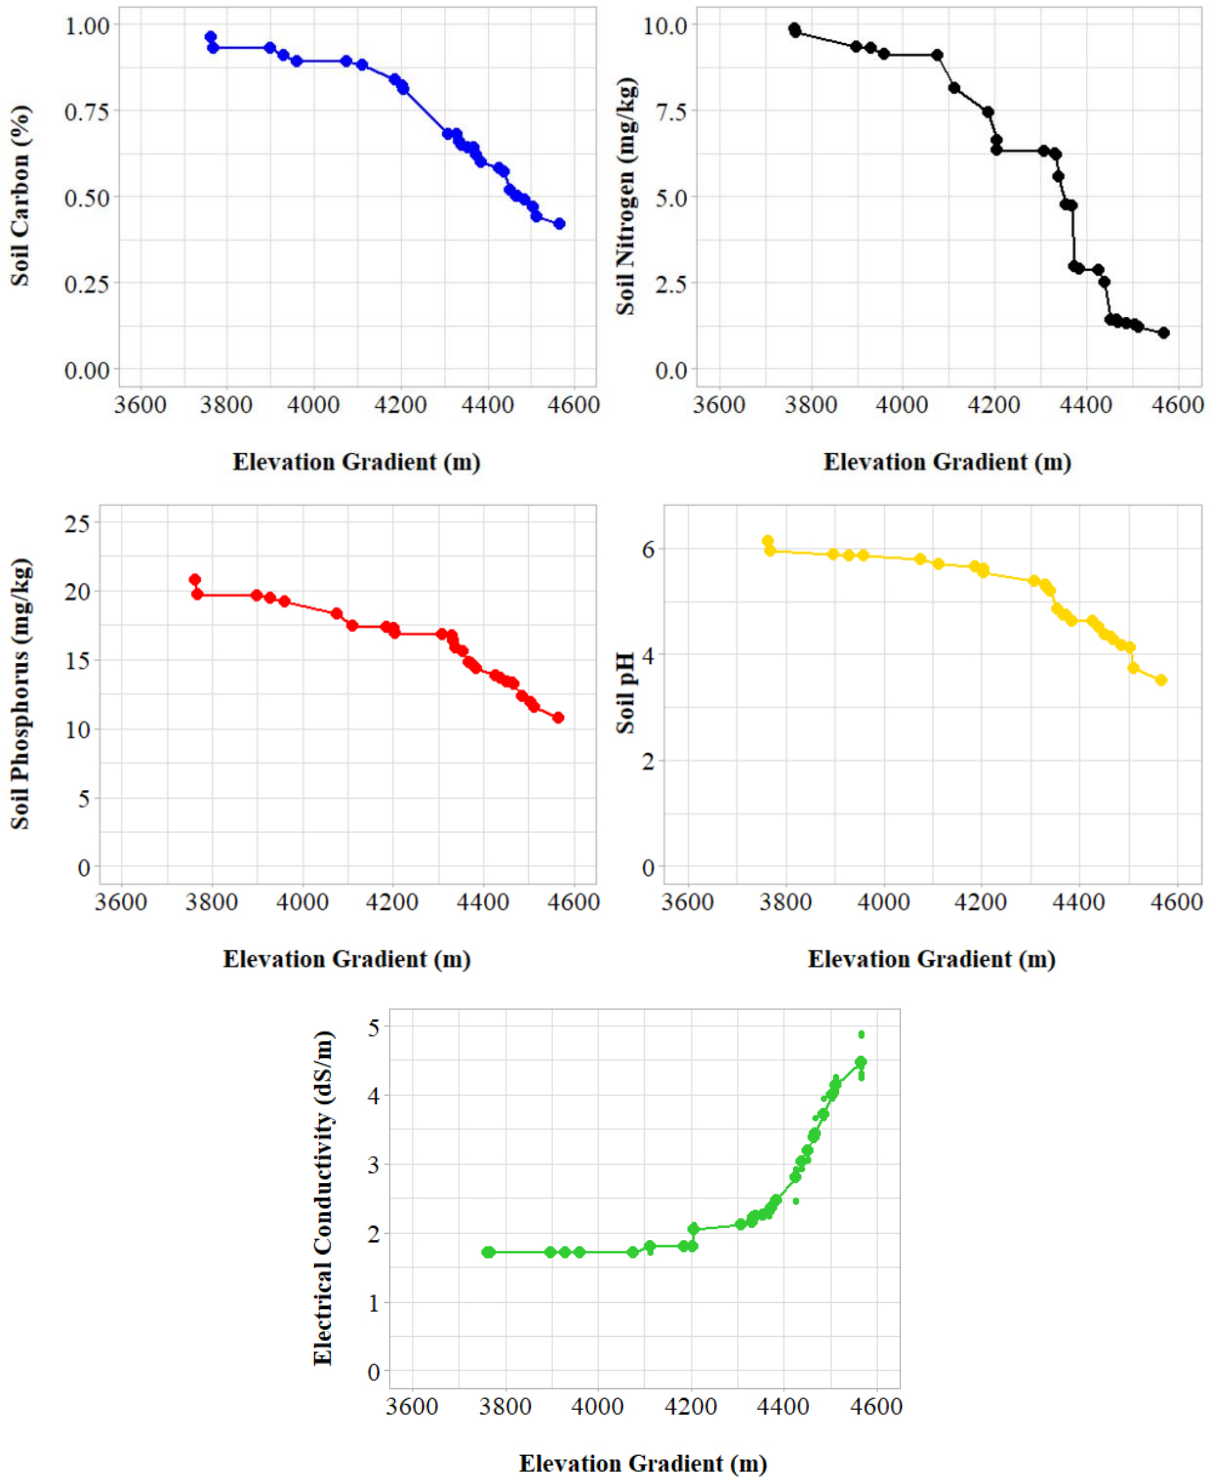 Soil Carbon (%)
1.00
0.75
0.50
0.25
0.00
3600 3800 4000 4200 4400 4600
Elevation Gradient (m)
Soil Nitrogen (mg/kg)
10.0
7.5
5.0
2.5
0.0
3600 3800 4000 4200 4400 4600
Elevation Gradient (m)
Soil Phosphorus (mg/kg)
25
20
15
10
5
0
3600 3800 4000 4200 4400 4600
Elevation Gradient (m)
Soil pH
6
4
2
0
3600 3800 4000 4200 4400 4600
Elevation Gradient (m)
Electrical Conductivity (dS/m)
5
4
3
2
1
0
3600 3800 4000 4200 4400 4600
Elevation Gradient (m)